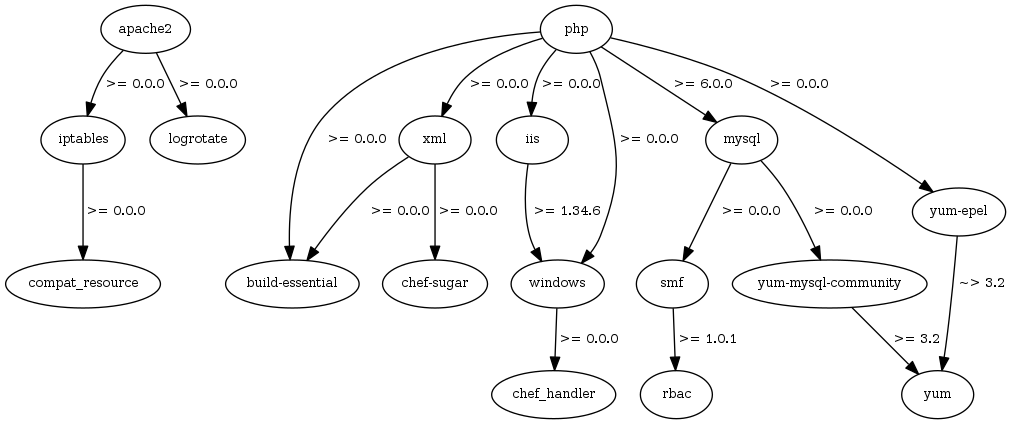 apache2
php
>= 0.0.0
>= 0.0.0
>= 0.0.0
>= 0.0.0
>= 6.0.0
>= 0.0.0
iptables
logrotate
>= 0.0.0
xml
iis
>= 0.0.0
mysql
>= 0.0.0
>= 0.0.0
>= 0.0.0
>= 1.34.6
>= 0.0.0
>= 0.0.0
yum-epel
compat_resource
build-essential
chef-sugar
windows
smf
yum-mysql-community
~> 3.2
>= 0.0.0
>= 1.0.1
>= 3.2
chef_handler
rbac
yum